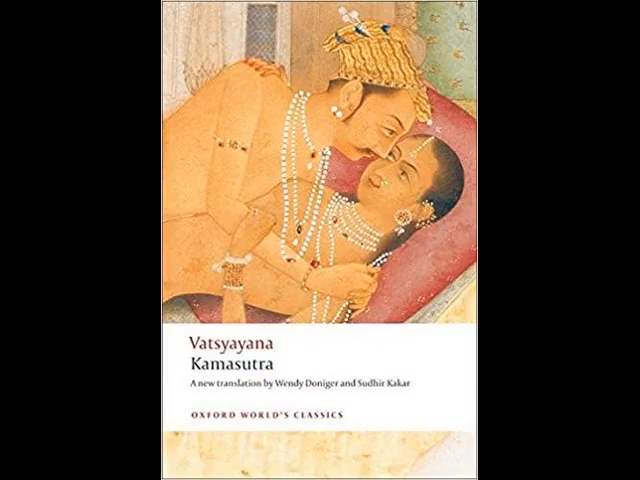 Vatsyayana
Kamasutra
A new translation by Wendy Doniger and Sudhir Kakar
OXFORD WORLD'S CLASSICS